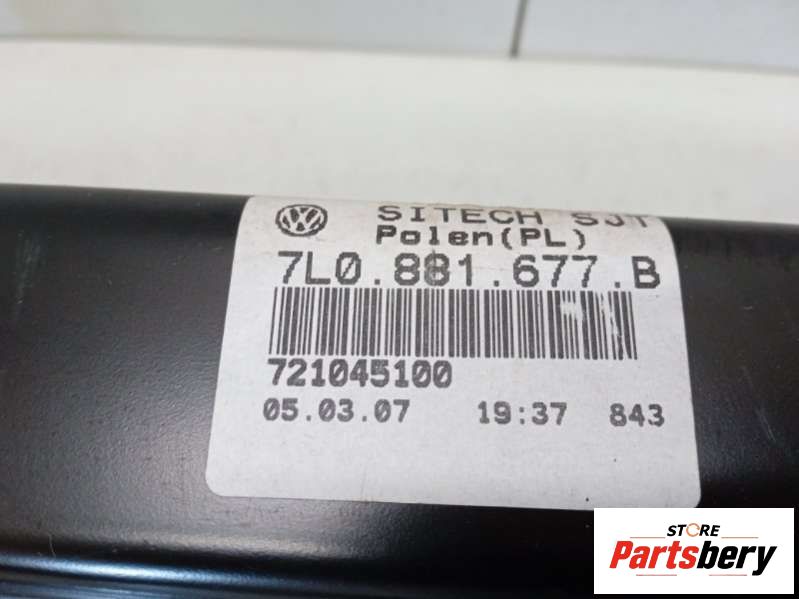 SITECH SJT
Polen(PL)
7L0.881.677.B
721045100
05.03.07 19:37 843
STORE
Partsbery